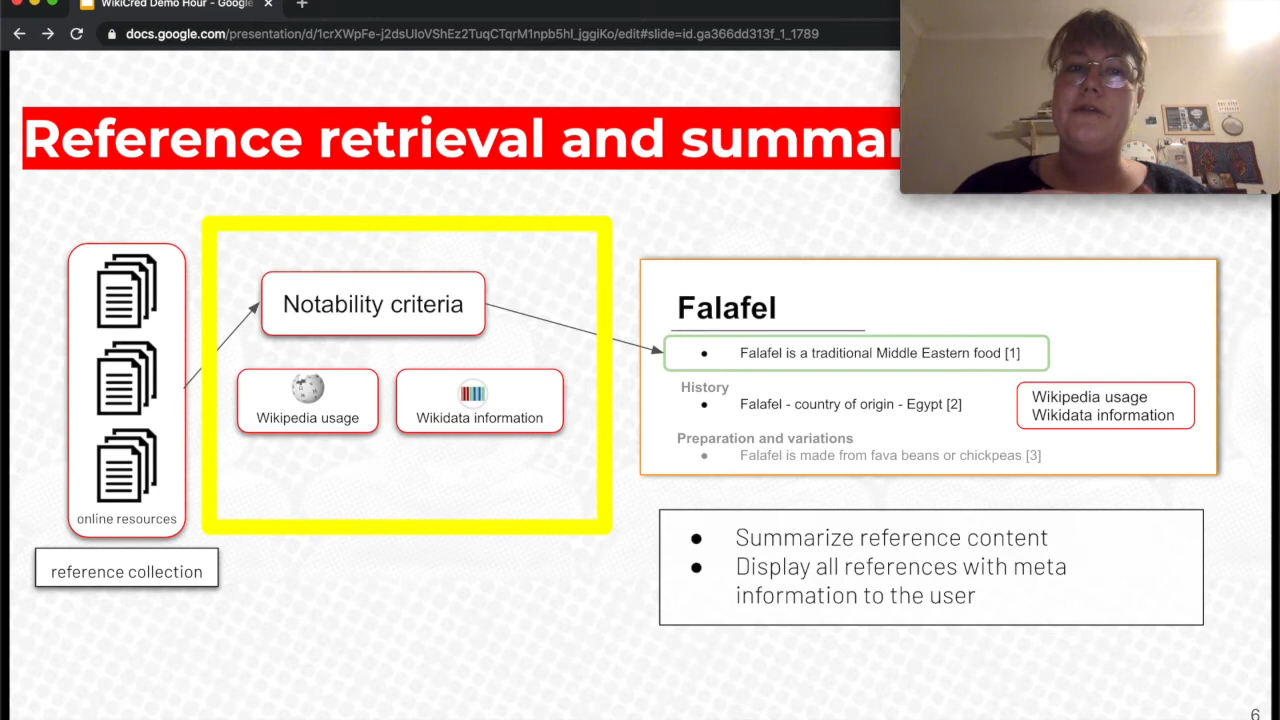 WikiCred Demo Hour - Google
docs.google.com/presentation/d/1crXWpFe-j2dsUIoVShEz2TuqCTqrM1npb5hl_jggiKo/edit#slide=id.ga366dd313f_1_1789
Reference retrieval and summar
Notability criteria
Wikipedia usage
Wikidata information
online resources
reference collection
Falafel
• Falafel is a traditional Middle Eastern food [1]
History
• Falafel - country of origin - Egypt [2]
Wikipedia usage
Wikidata information
Preparation and variations
• Falafel is made from fava beans or chickpeas [3]
• Summarize reference content
• Display all references with meta
information to the user
6